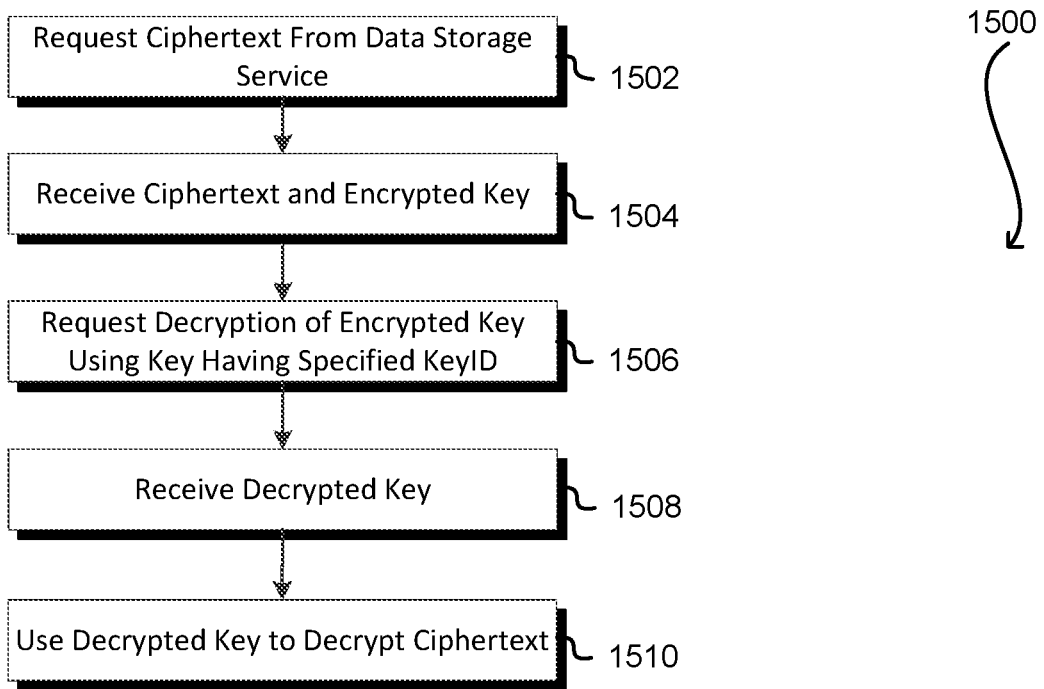 1500
Request Ciphertext From Data Storage
Service
1502
Receive Ciphertext and Encrypted Key
1504
Request Decryption of Encrypted Key
Using Key Having Specified KeyID
1506
Receive Decrypted Key
1508
Use Decrypted Key to Decrypt Ciphertext
1510